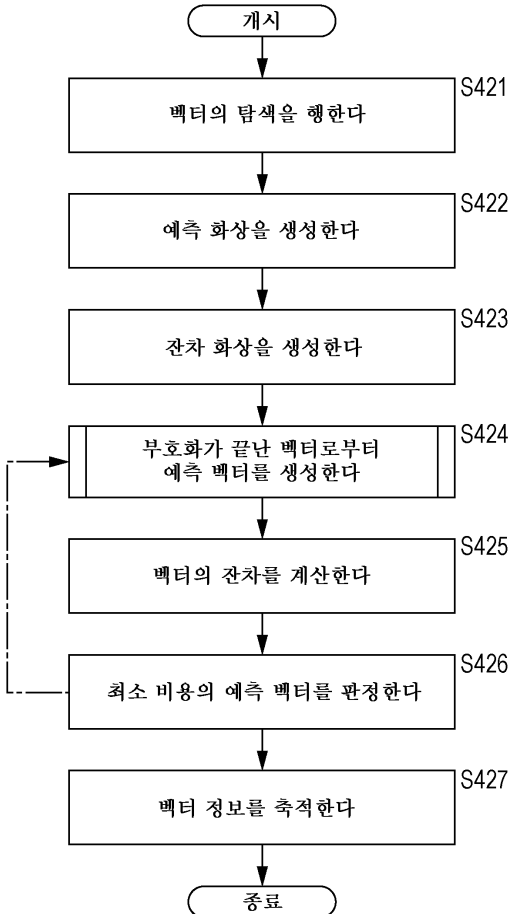 개시
S421
벡터의 탐색을 행한다
S422
예측 화상을 생성한다
S423
잔차 화상을 생성한다
S424
부호화가 끝난 벡터로부터
예측 벡터를 생성한다
S425
벡터의 잔차를 계산한다
S426
최소 비용의 예측 벡터를 판정한다
S427
벡터 정보를 축적한다
종료